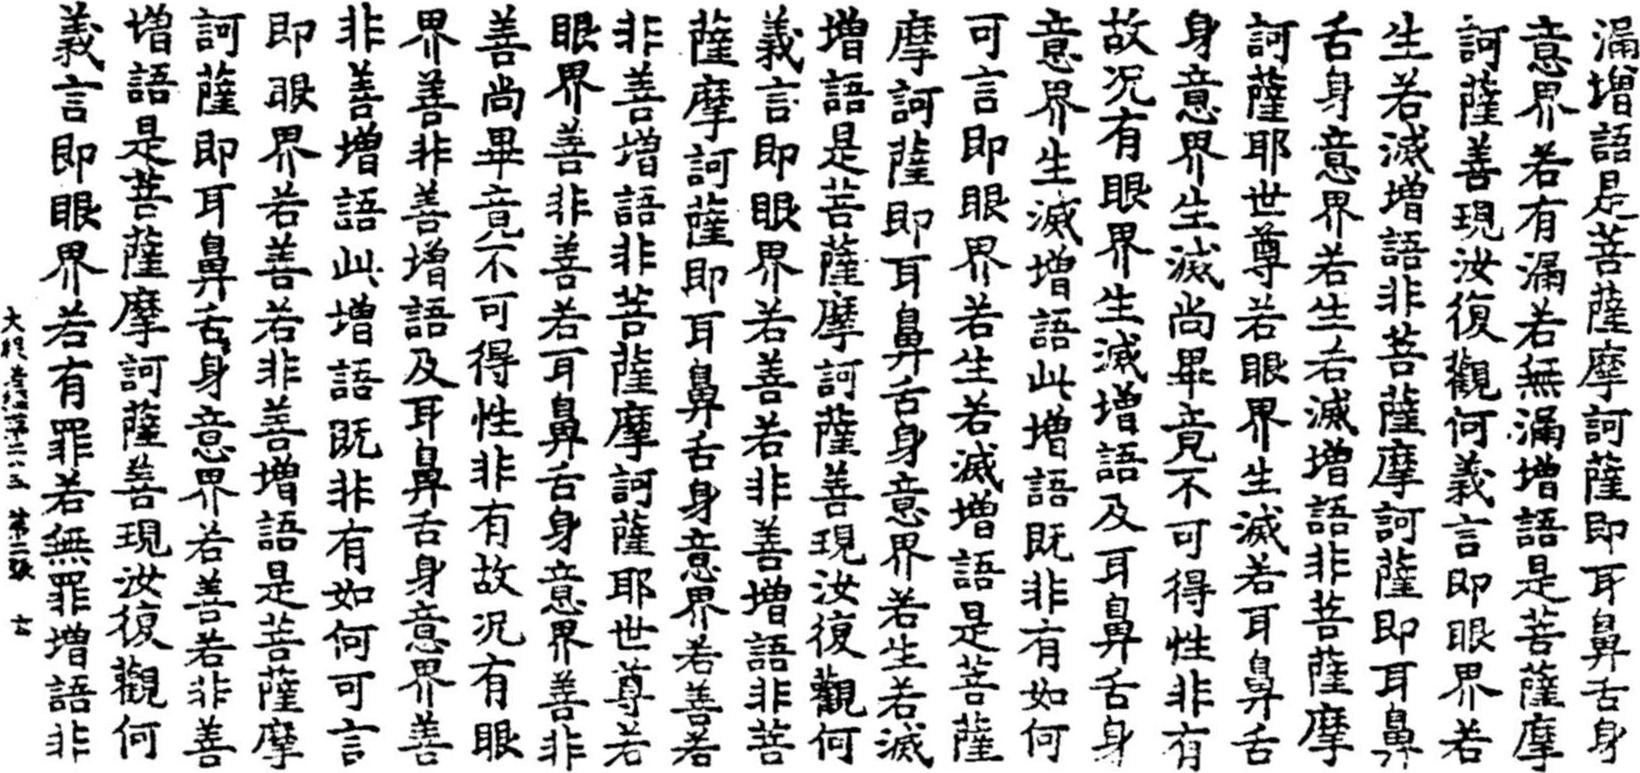 漏增語是菩薩摩訶薩即耳鼻舌身
意界若有漏若無漏增語是菩薩摩
訶薩善現汝復觀何義言即眼界若
生若滅增語非菩薩摩訶薩即耳鼻
舌身意界若生若滅增語非菩薩摩
訶薩耶世尊若眼界生滅若耳鼻舌
身意界生滅尚畢竟不可得性非有
故況有眼界生滅增語及耳鼻舌身
意界生滅增語此增語既非有如何
可言即眼界若生若滅增語是菩薩
摩訶薩即耳鼻舌身意界若生若滅
增語是菩薩摩訶薩善現汝復觀何
義言即眼界若善若非善增語非菩
薩摩訶薩即耳鼻舌身意界若善若
非善增語非菩薩摩訶薩耶世尊若
眼界善非善若耳鼻舌身意界善非
善尚畢竟不可得性非有故況有眼
界善非善增語及耳鼻舌身意界善
非善增語此增語既非有如何可言
即眼界若善若非善增語是菩薩摩
訶薩即耳鼻舌身意界若善若非善
增語是菩薩摩訶薩善現汝復觀何
義言即眼界若有罪若無罪增語非
大 第二張